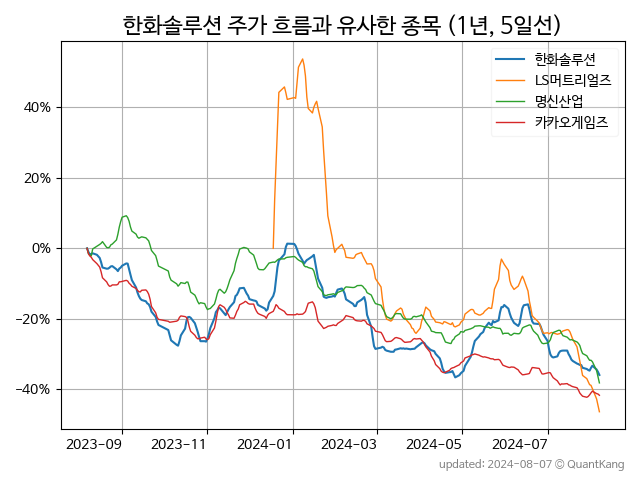 한화솔루션 주가 흐름과 유사한 종목 (1년, 5일선)
한화솔루션
LS머트리얼즈
명신산업
카카오게임즈
40%
20%
0%
−20%
−40%
2023-09 2023-11 2024-01 2024-03 2024-05 2024-07
updated: 2024-08-07 © QuantKang